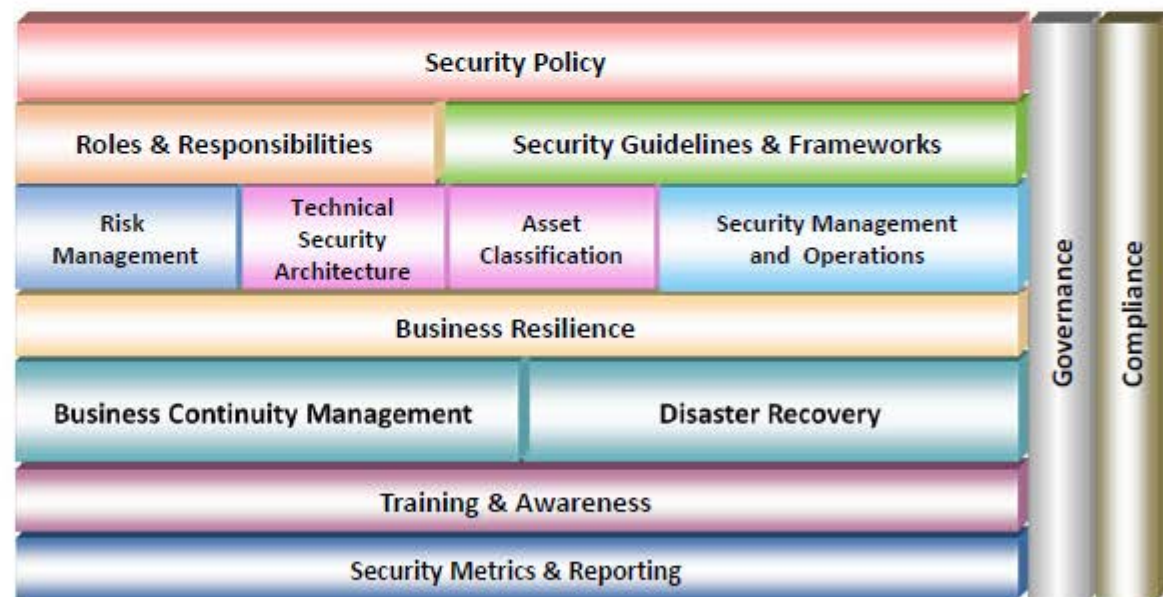 Security Policy
Roles & Responsibilities
Security Guidelines & Frameworks
Risk
Management
Technical
Security
Architecture
Asset
Classification
Security Management
and Operations
Business Resilience
Business Continuity Management
Disaster Recovery
Training & Awareness
Security Metrics & Reporting
Governance
Compliance